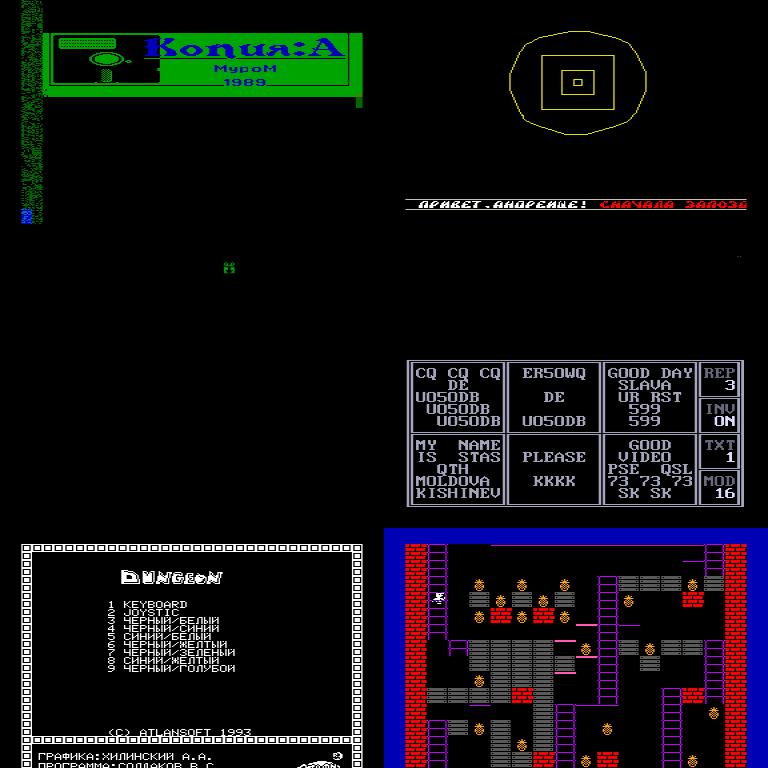 Копия:А
МуроМ
1989
ПРИВЕТ,АНДРЕИЩЕ! СНАЧАЛА
CQ CQ CQ
DE
UO5ODB
UO5ODB
UO5ODB
ER5OWQ
DE
UO5ODB
GOOD DAY
SLAVA
UR RST
599
599
REP
3
INV
ON
MY NAME
IS STAS
QTH
MOLDOVA
KISHINEV
PLEASE
KKKK
GOOD
VIDEO
PSE QSL
73 73 73
SK SK
TXT
1
MOD
16
DUNGEON
1 KEYBOARD
2 JOYSTIC
3 ЧЕРНЫЙ/БЕЛЫЙ
4 ЧЕРНЫЙ/СИНИЙ
5 СИНИЙ/БЕЛЫЙ
6 ЧЕРНЫЙ/ЖЕЛТЫЙ
7 ЧЕРНЫЙ/ЗЕЛЕНЫЙ
8 СИНИЙ/ЖЕЛТЫЙ
9 ЧЕРНЫЙ/ГОЛУБОЙ
(C) ATLANSOFT 1993
ГРАФИКА:ХИЛИНСКИЙ А.А.
ПРОГРАММА:СОЛДАКОВ В.С